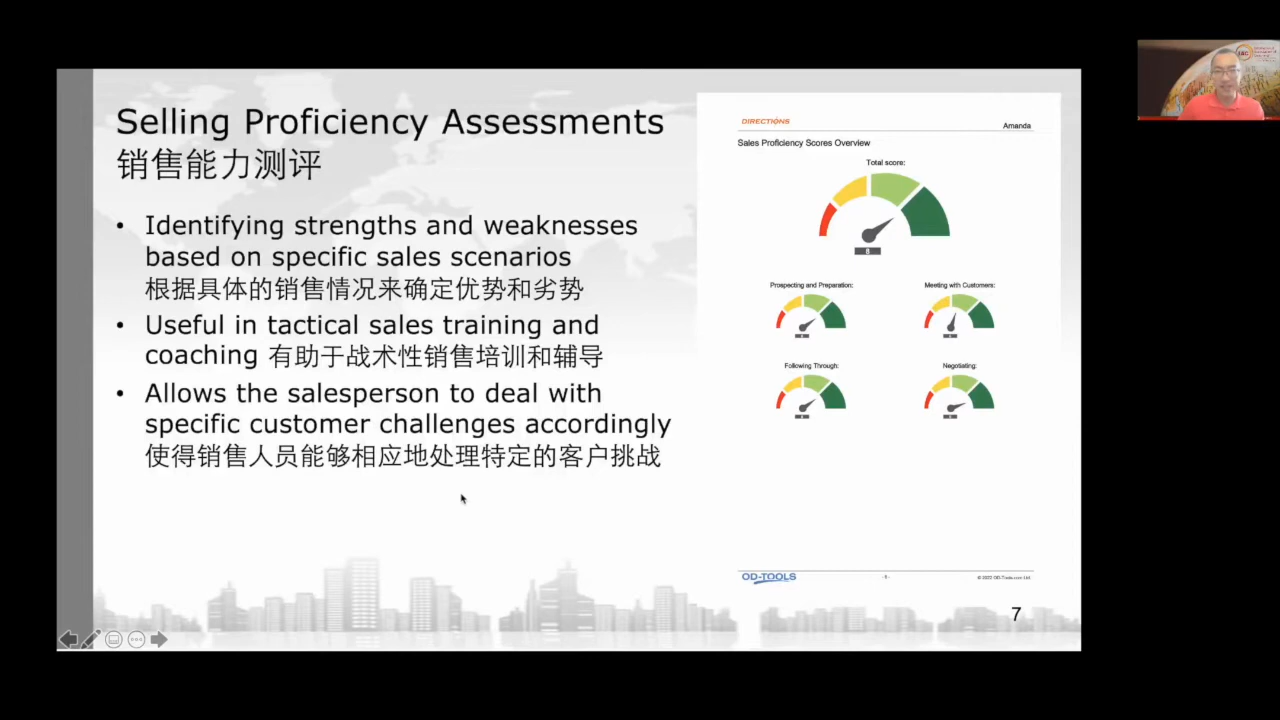 Selling Proficiency Assessments
销售能力测评
• Identifying strengths and weaknesses
based on specific sales scenarios
根据具体的销售情况来确定优势和劣势
• Useful in tactical sales training and
coaching 有助于战术性销售培训和辅导
• Allows the salesperson to deal with
specific customer challenges accordingly
使得销售人员能够相应地处理特定的客户挑战
DIRECTIONS
Amanda
Sales Proficiency Scores Overview
Total score:
Prospecting and Preparation:
Meeting with Customers:
Following Through:
Negotiating:
OD-TOOLS
© 2022 OD-Tools.com Ltd.
7